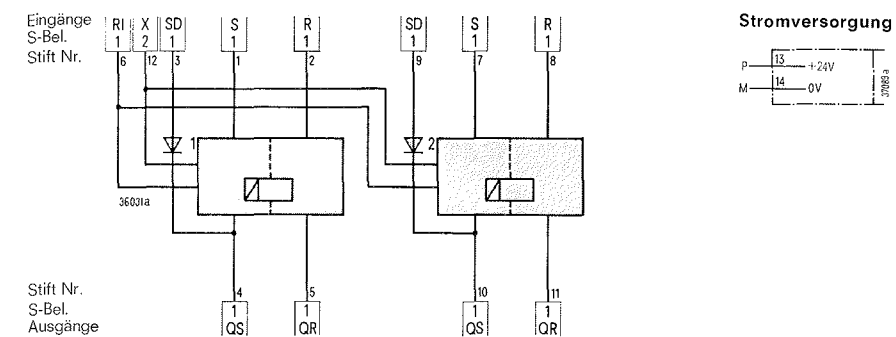 Eingänge RI X SD S R SD S R
S-Bel. 1 2 1 1 1 1 1 1
Stift Nr. 6 12 3 1 2 9 7 8
1 2
36031a
Stift Nr. 4 5 10 11
S-Bel. 1 1 1 1
Ausgänge QS QR QS QR
Stromversorgung
P 13 +24V
M 14 0V
37089a